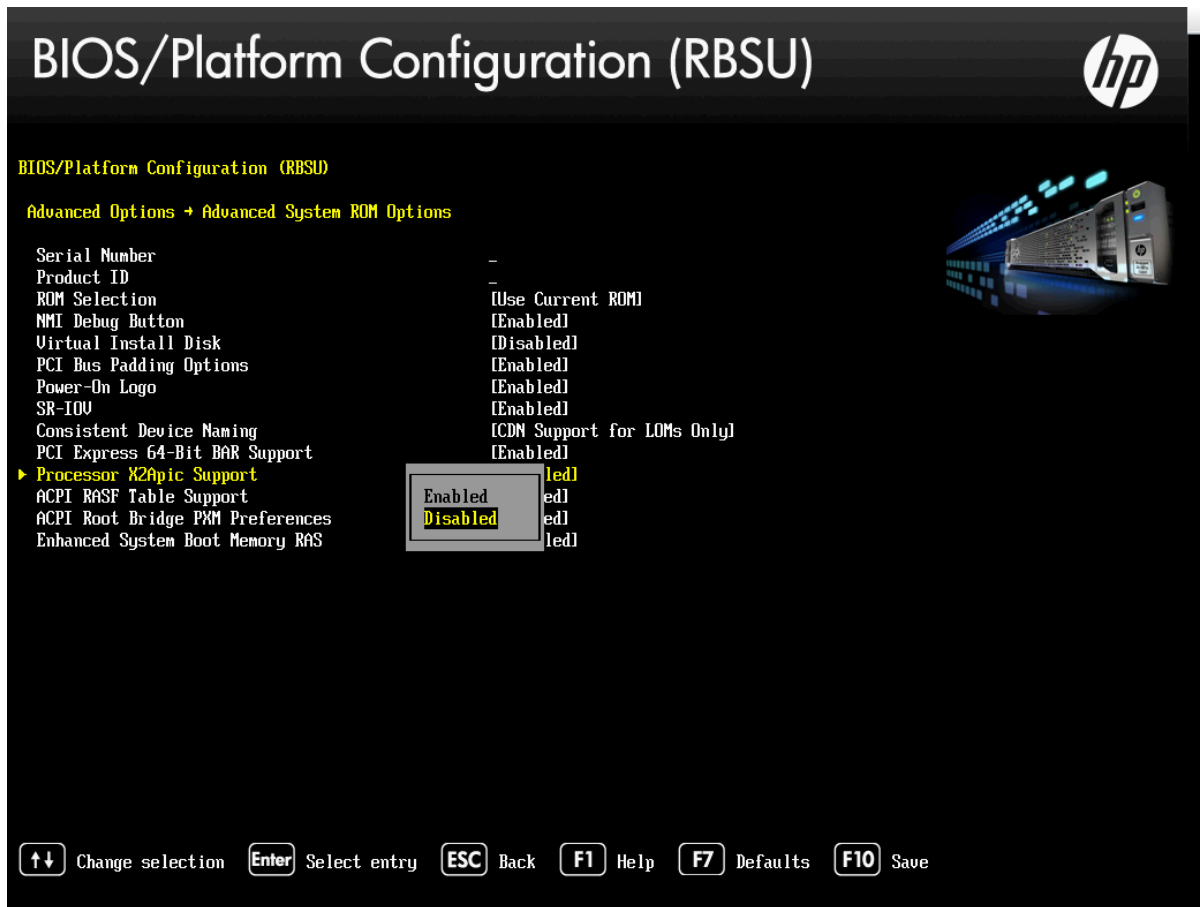 BIOS/Platform Configuration (RBSU)
hp
BIOS/Platform Configuration (RBSU)
Advanced Options → Advanced System ROM Options
Serial Number _
Product ID _
ROM Selection [Use Current ROM]
NMI Debug Button [Enabled]
Virtual Install Disk [Disabled]
PCI Bus Padding Options [Enabled]
Power-On Logo [Enabled]
SR-IOV [Enabled]
Consistent Device Naming [CDN Support for LOMs Only]
PCI Express 64-Bit BAR Support [Enabled]
Processor X2Apic Support led]
ACPI RASF Table Support Enabled ed]
ACPI Root Bridge PXM Preferences Disabled ed]
Enhanced System Boot Memory RAS led]
↑↓ Change selection Enter Select entry ESC Back F1 Help F7 Defaults F10 Save